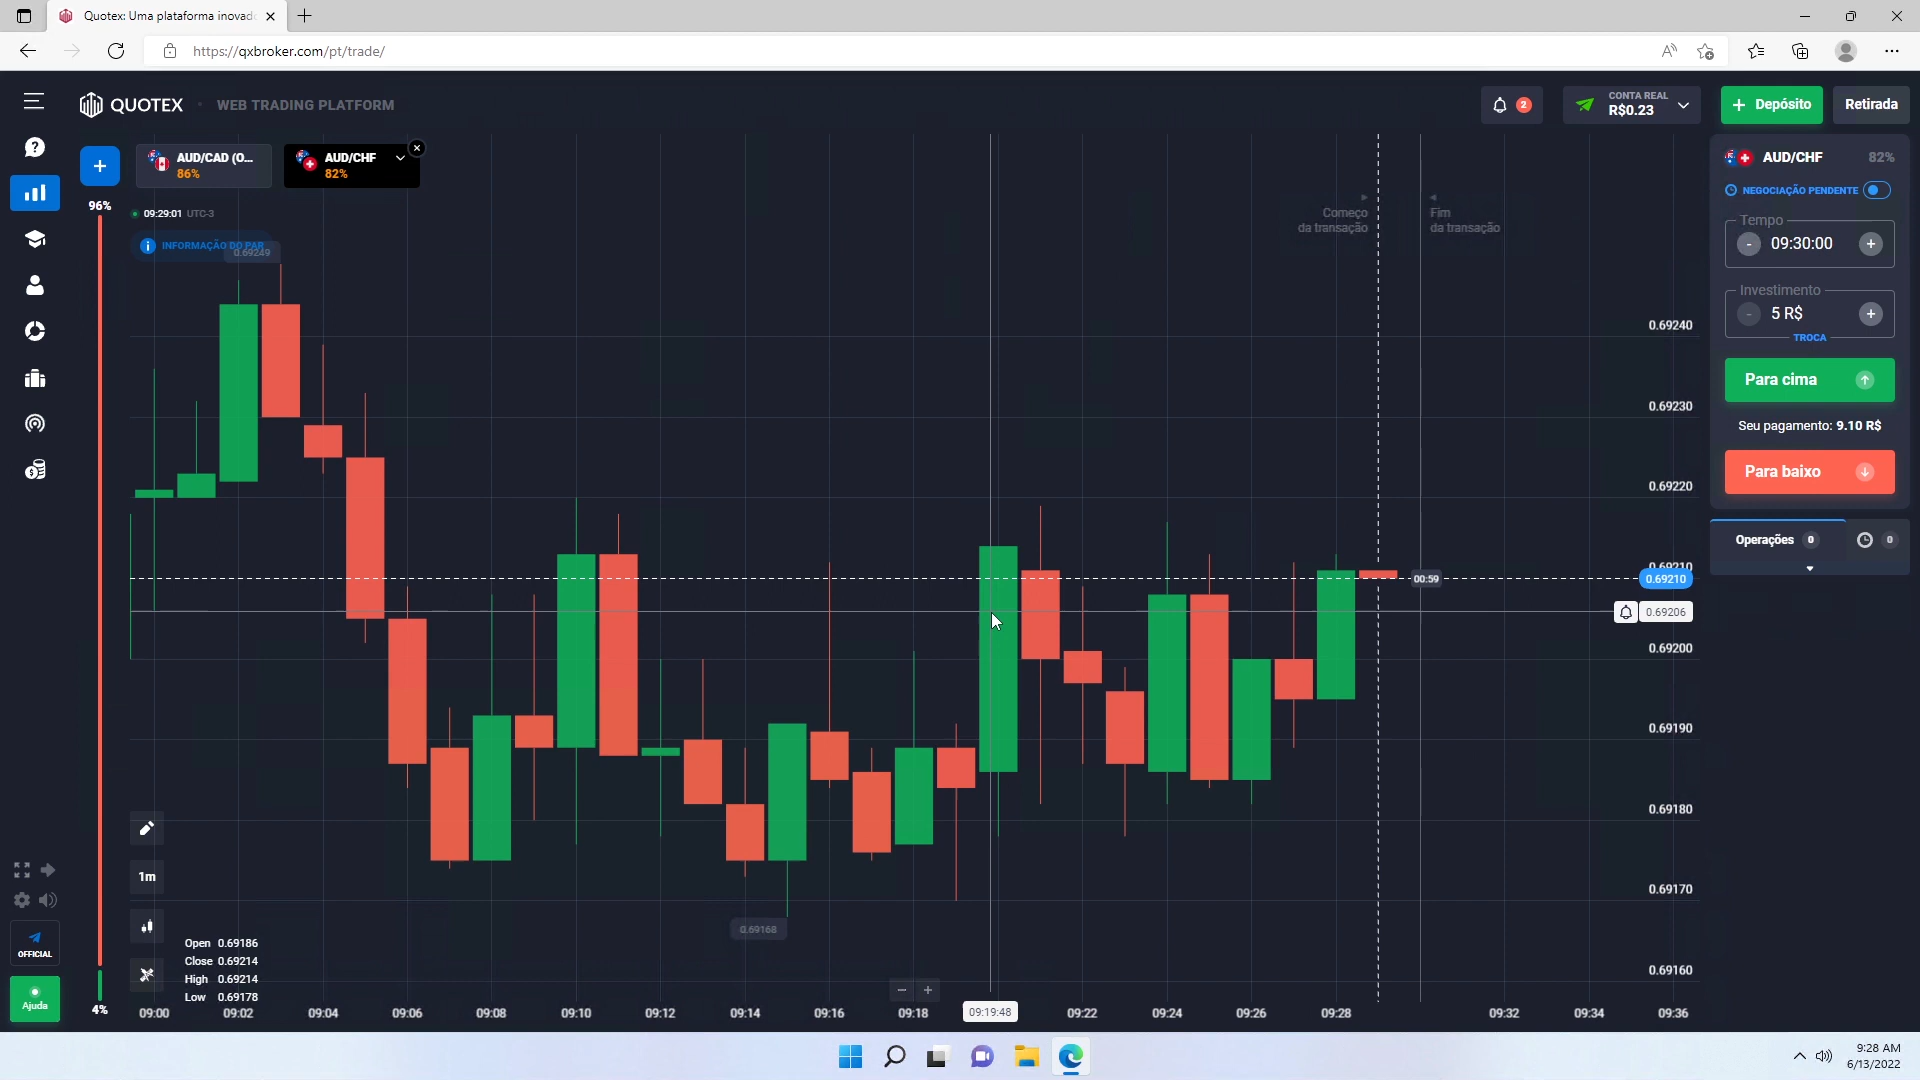 Quotex: Uma plataforma inovad
https://qxbroker.com/pt/trade/
QUOTEX · WEB TRADING PLATFORM
2
CONTA REAL
R$0.23
+ Depósito
Retirada
AUD/CAD (O...
86%
AUD/CHF
82%
96%
09:29:01 UTC-3
INFORMAÇÃO DO PAR
0.69249
Começo
da transação
Fim
da transação
AUD/CHF 82%
NEGOCIAÇÃO PENDENTE
Tempo
- 09:30:00 +
Investimento
- 5 R$ +
TROCA
Para cima
Seu pagamento: 9.10 R$
Para baixo
Operações 0
0
0.69240
0.69230
0.69220
0.69210
00:59
0.69210
0.69206
0.69200
0.69190
0.69180
0.69170
0.69160
0.69168
1m
Open 0.69186
Close 0.69214
High 0.69214
Low 0.69178
OFFICIAL
Ajuda
4%
09:00 09:02 09:04 09:06 09:08 09:10 09:12 09:14 09:16 09:18 09:19:48 09:22 09:24 09:26 09:28 09:32 09:34 09:36
9:28 AM
6/13/2022